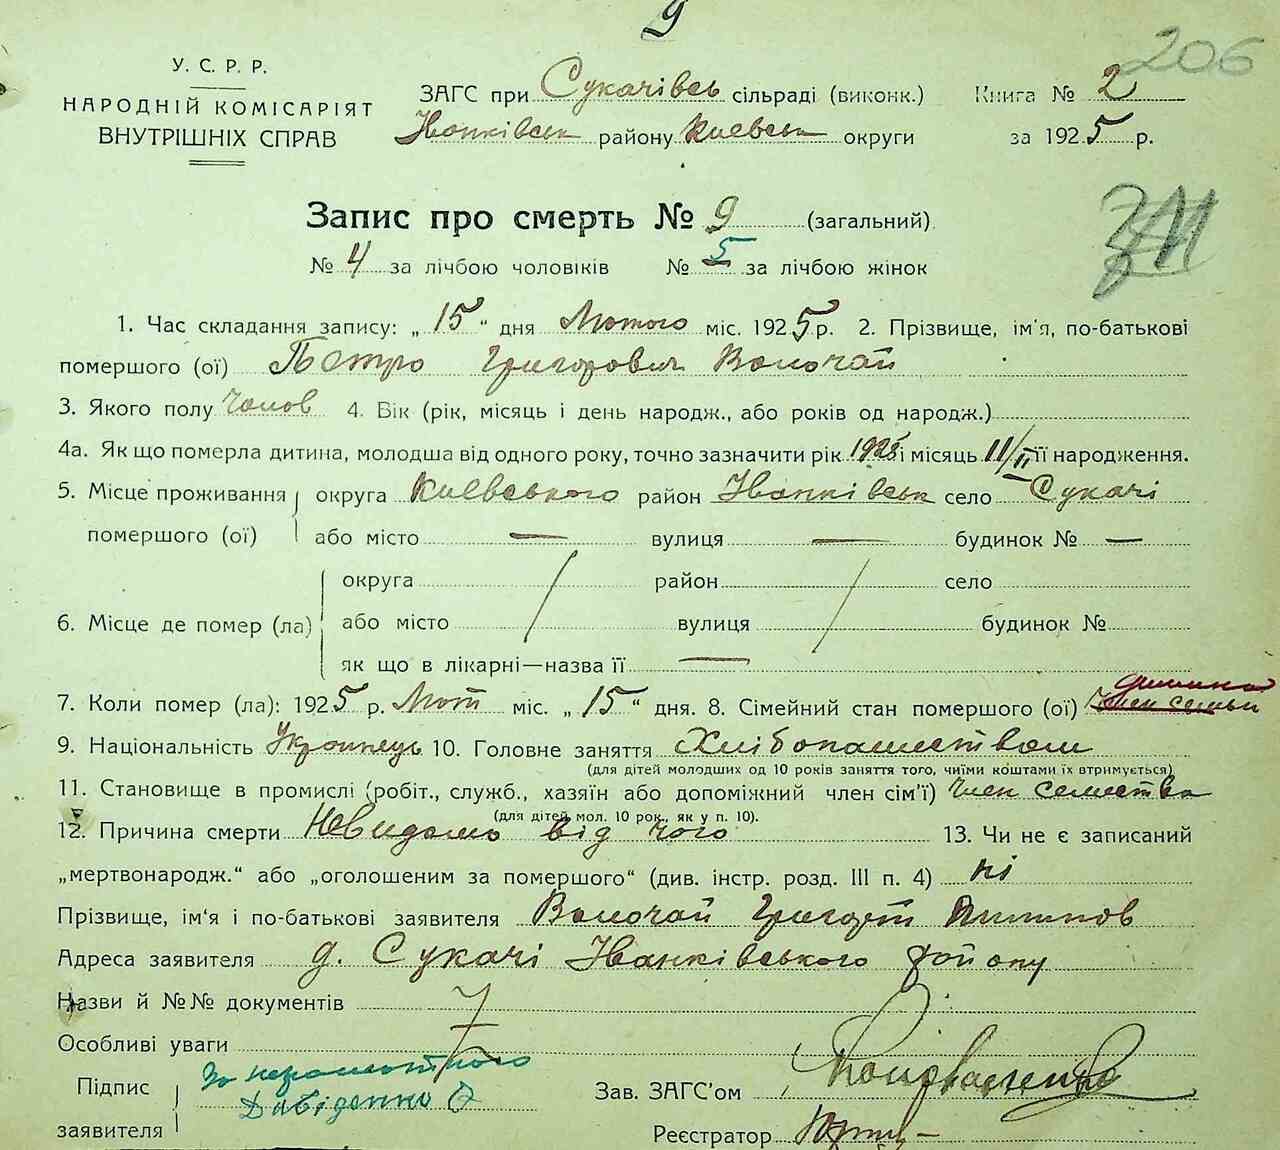 9
206
У. С. Р. Р.
НАРОДНІЙ КОМІСАРІЯТ
ВНУТРІШНІХ СПРАВ
ЗАГС при Сукачівськ сільраді (виконк.)
Іванківськ району Киевськ округи
Книга № 2
за 1925 р.
Запис про смерть № 9 (загальний)
№ 4 за лічбою чоловіків № 5 за лічбою жінок
1. Час складання запису: „ 15 “ дня Лютого міс. 1925 р. 2. Прізвище, ім'я, по-батькові
помершого (ої) Петро Григорович Волочай
3. Якого полу Чолов 4. Вік (рік, місяць і день народж., або років од народж.)
4а. Як що померла дитина, молодша від одного року, точно зазначити рік 1925 і місяць 11/II її народження.
5. Місце проживання округа Киевського район Іванківськ село Сукачі
помершого (ої) або місто — вулиця — будинок № —
округа район село
6. Місце де помер (ла) або місто вулиця будинок №
як що в лікарні—назва її —
7. Коли помер (ла): 1925 р. Лют міс. „ 15 “ дня. 8. Сімейний стан помершого (ої) дитина
Член семьи
9. Національність Українець 10. Головне заняття Хлібопашеством
(для дітей молодших од 10 років заняття того, чиїми коштами їх втримується)
11. Становище в промислі (робіт., служб., хазяїн або допоміжний член сім'ї) Член семества
(для дітей мол. 10 рок., як у п. 10).
12. Причина смерти Невидомо від чого 13. Чи не є записаний
„мертвонародж.“ або „оголошеним за помершого“ (див. інстр. розд. III п. 4) ні
Прізвище, ім'я і по-батькові заявителя Волочай Григорій
Адреса заявителя д. Сукачі Іванківського району
Назви й №№ документів
Особливі уваги
Підпис За неграмотного
Давіденко
заявителя
Зав. ЗАГС'ом
Реєстратор